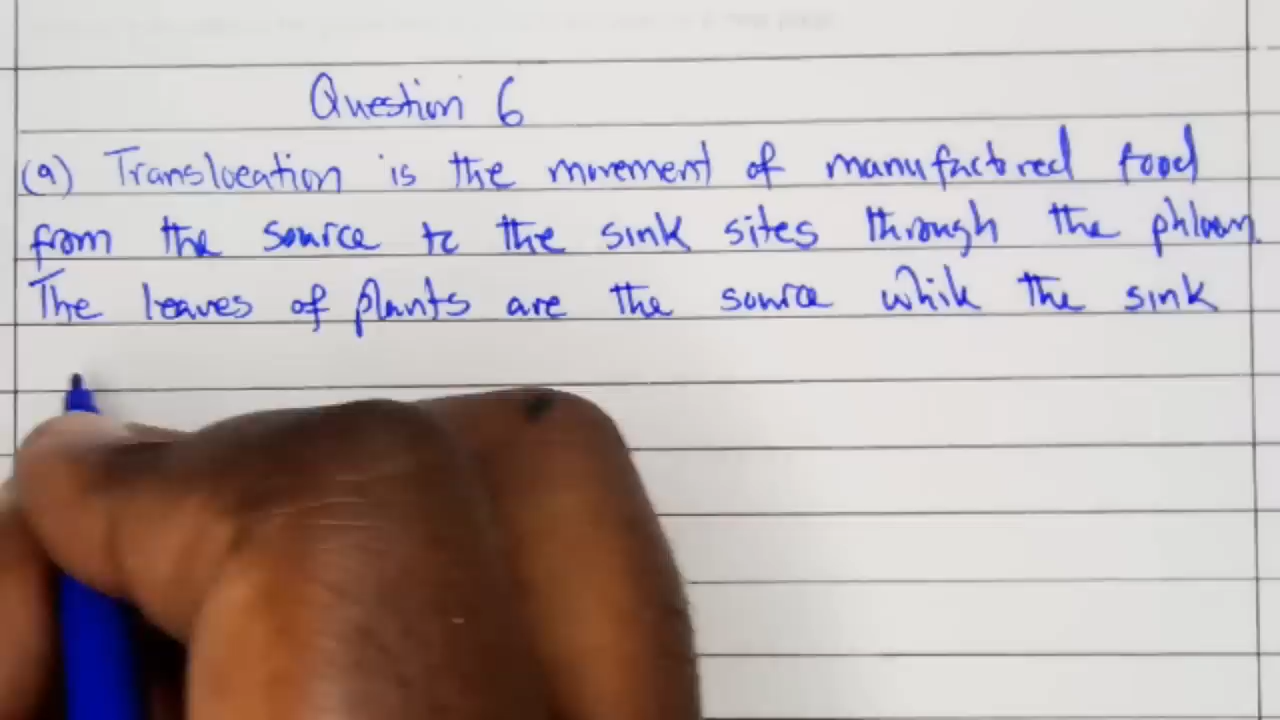 Question 6
(a) Translocation is the movement of manufactored food
from the source to the sink sites through the phloem.
The leaves of plants are the source while the sink